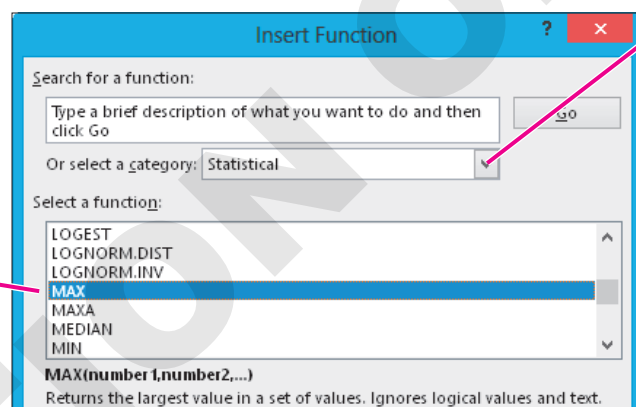 Insert Function
?
×
Search for a function:
Type a brief description of what you want to do and then
click Go
Go
Or select a category: Statistical
Select a function:
LOGEST
LOGNORM.DIST
LOGNORM.INV
MAX
MAXA
MEDIAN
MIN
MAX(number1,number2,...)
Returns the largest value in a set of values. Ignores logical values and text.